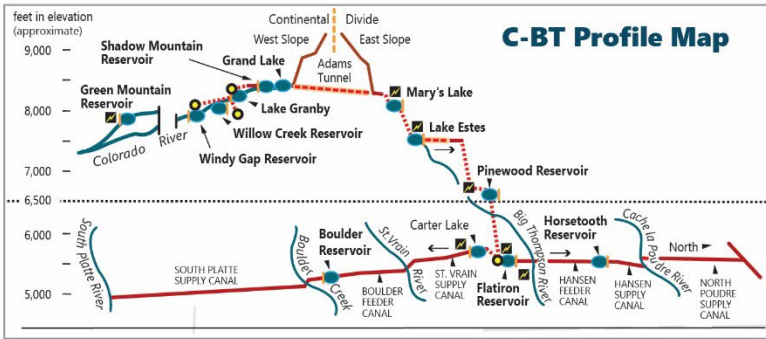 feet in elevation
(approximate)
C-BT Profile Map
Continental Divide
West Slope East Slope
Adams
Tunnel
9,000
8,000
7,000
6,500
6,000
5,000
Shadow Mountain
Reservoir
Grand Lake
Green Mountain
Reservoir
Lake Granby
Willow Creek Reservoir
Windy Gap Reservoir
Colorado River
Mary's Lake
Lake Estes
Pinewood Reservoir
South Platte River
SOUTH PLATTE
SUPPLY CANAL
Boulder
Reservoir
Boulder Creek
BOULDER
FEEDER
CANAL
St.Vrain River
Carter Lake
ST. VRAIN
SUPPLY
CANAL
Flatiron
Reservoir
Big Thompson River
Horsetooth
Reservoir
HANSEN
FEEDER
CANAL
HANSEN
SUPPLY
CANAL
Cache la Poudre River
North
NORTH
POUDRE
SUPPLY
CANAL